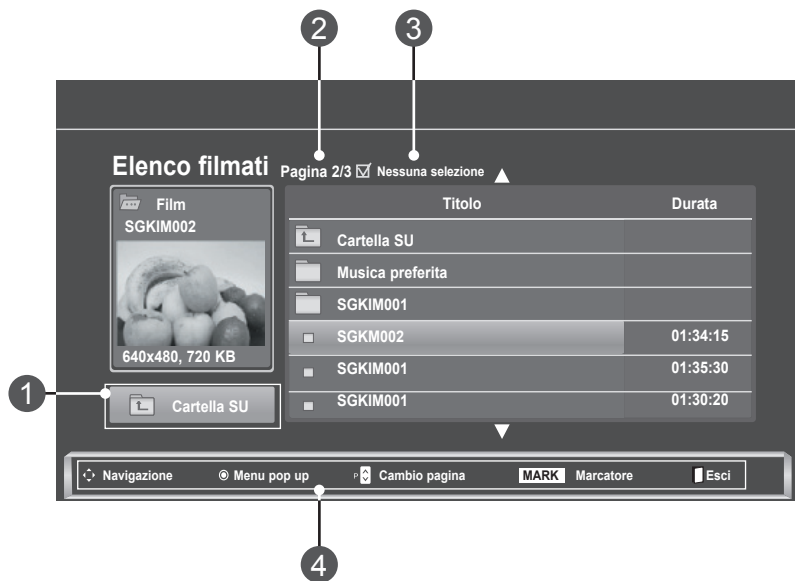 2 3
Elenco filmati Pagina 2/3 Nessuna selezione
Film
SGKIM002
640x480, 720 KB
1
Cartella SU
Titolo Durata
Cartella SU
Musica preferita
SGKIM001
SGKM002 01:34:15
SGKIM001 01:35:30
SGKIM001 01:30:20
Navigazione Menu pop up P Cambio pagina MARK Marcatore Esci
4